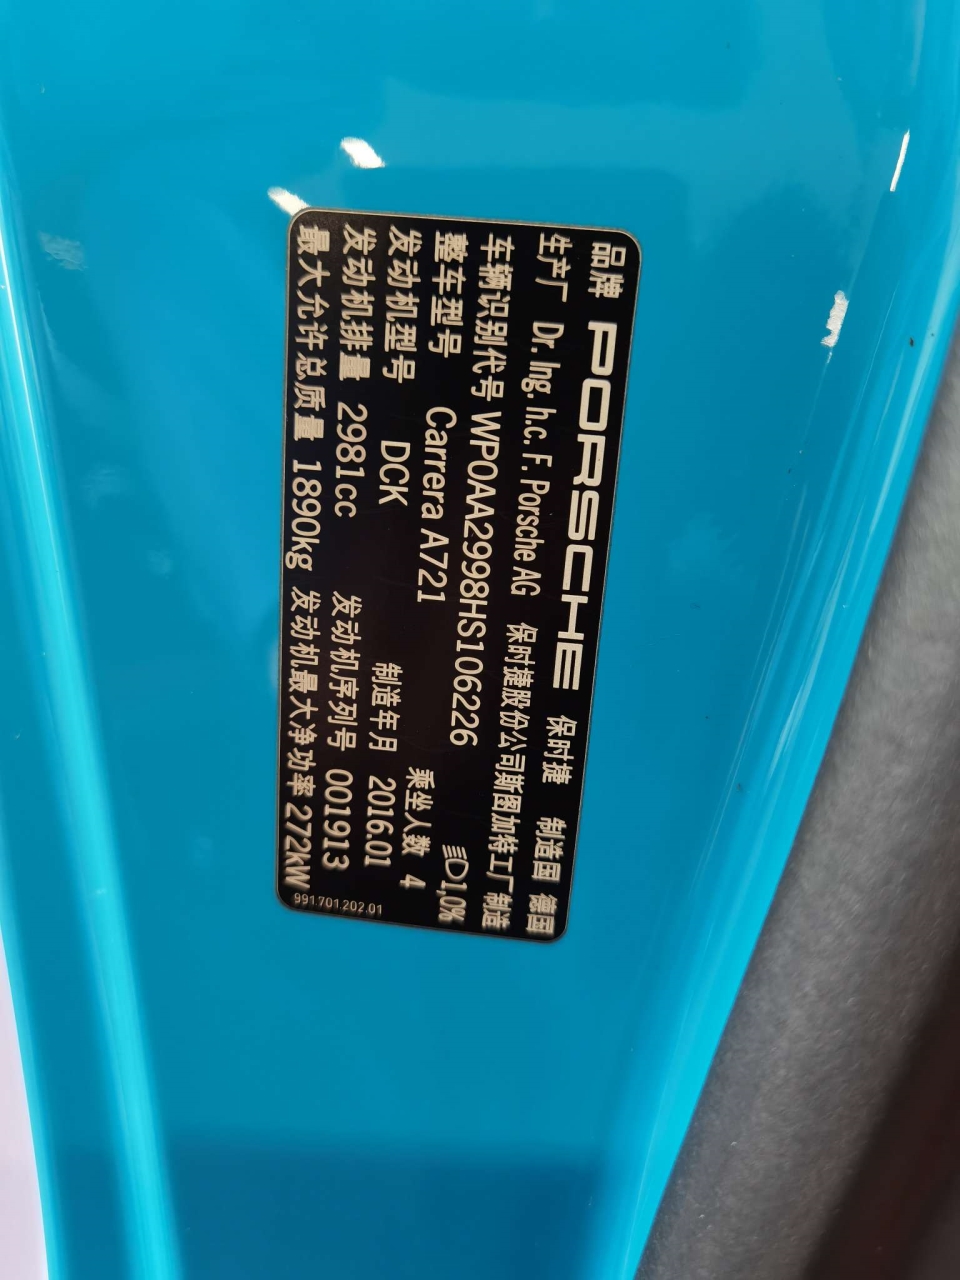 品牌 PORSCHE 保时捷 制造国 德国
生产厂 Dr. Ing. h.c. F. Porsche AG 保时捷股份公司斯图加特工厂制造
车辆识别代号 WP0AA2998HS106226 1,0%
整车型号 Carrera A721 乘坐人数 4
发动机型号 DCK 制造年月 2016.01
发动机排量 2981cc 发动机序列号 001913
最大允许总质量 1890kg 发动机最大净功率 272kW
991.701.202.01